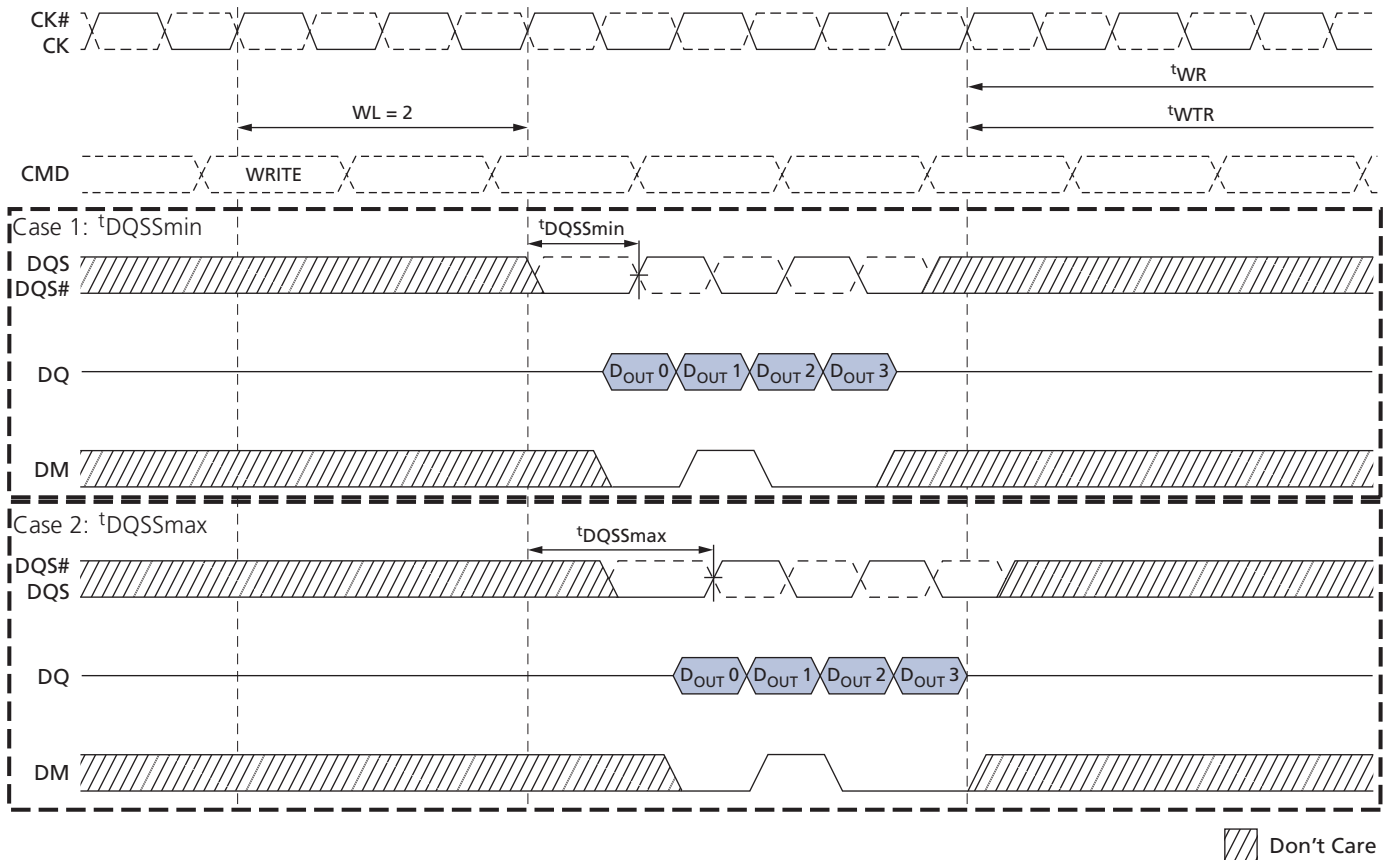 CK#
CK
tWR
WL = 2
tWTR
CMD
WRITE
Case 1: tDQSSmin
tDQSSmin
DQS
DQS#
DQ
DOUT 0 DOUT 1 DOUT 2 DOUT 3
DM
Case 2: tDQSSmax
tDQSSmax
DQS#
DQS
DQ
DOUT 0 DOUT 1 DOUT 2 DOUT 3
DM
Don't Care